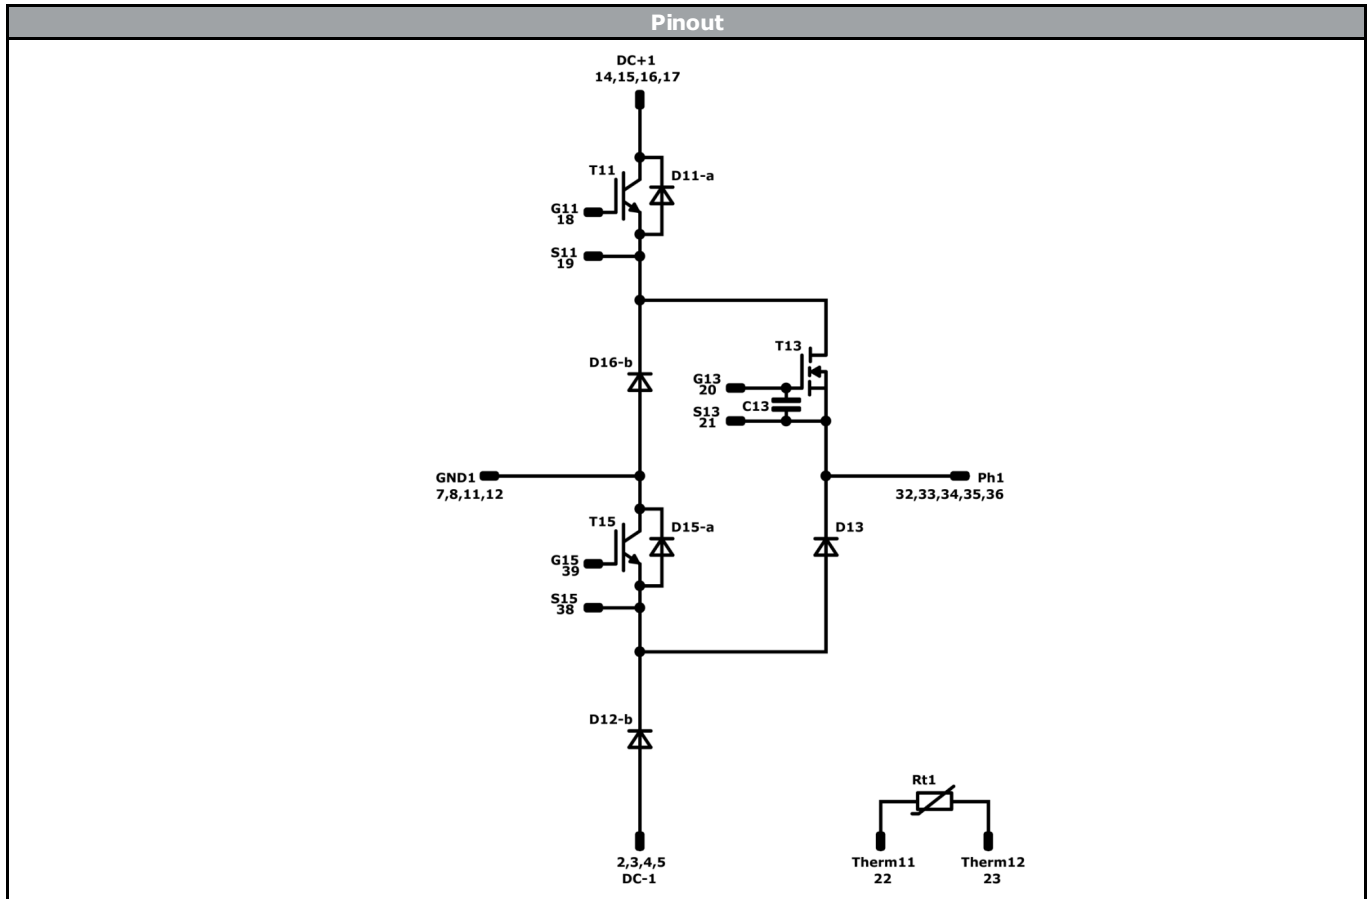 Pinout
DC+1
14,15,16,17
T11
D11-a
G11
18
S11
19
D16-b
T13
G13
20
C13
S13
21
GND1
7,8,11,12
Ph1
32,33,34,35,36
T15
D15-a
D13
G15
39
S15
38
D12-b
Rt1
2,3,4,5
DC-1
Therm11
22
Therm12
23